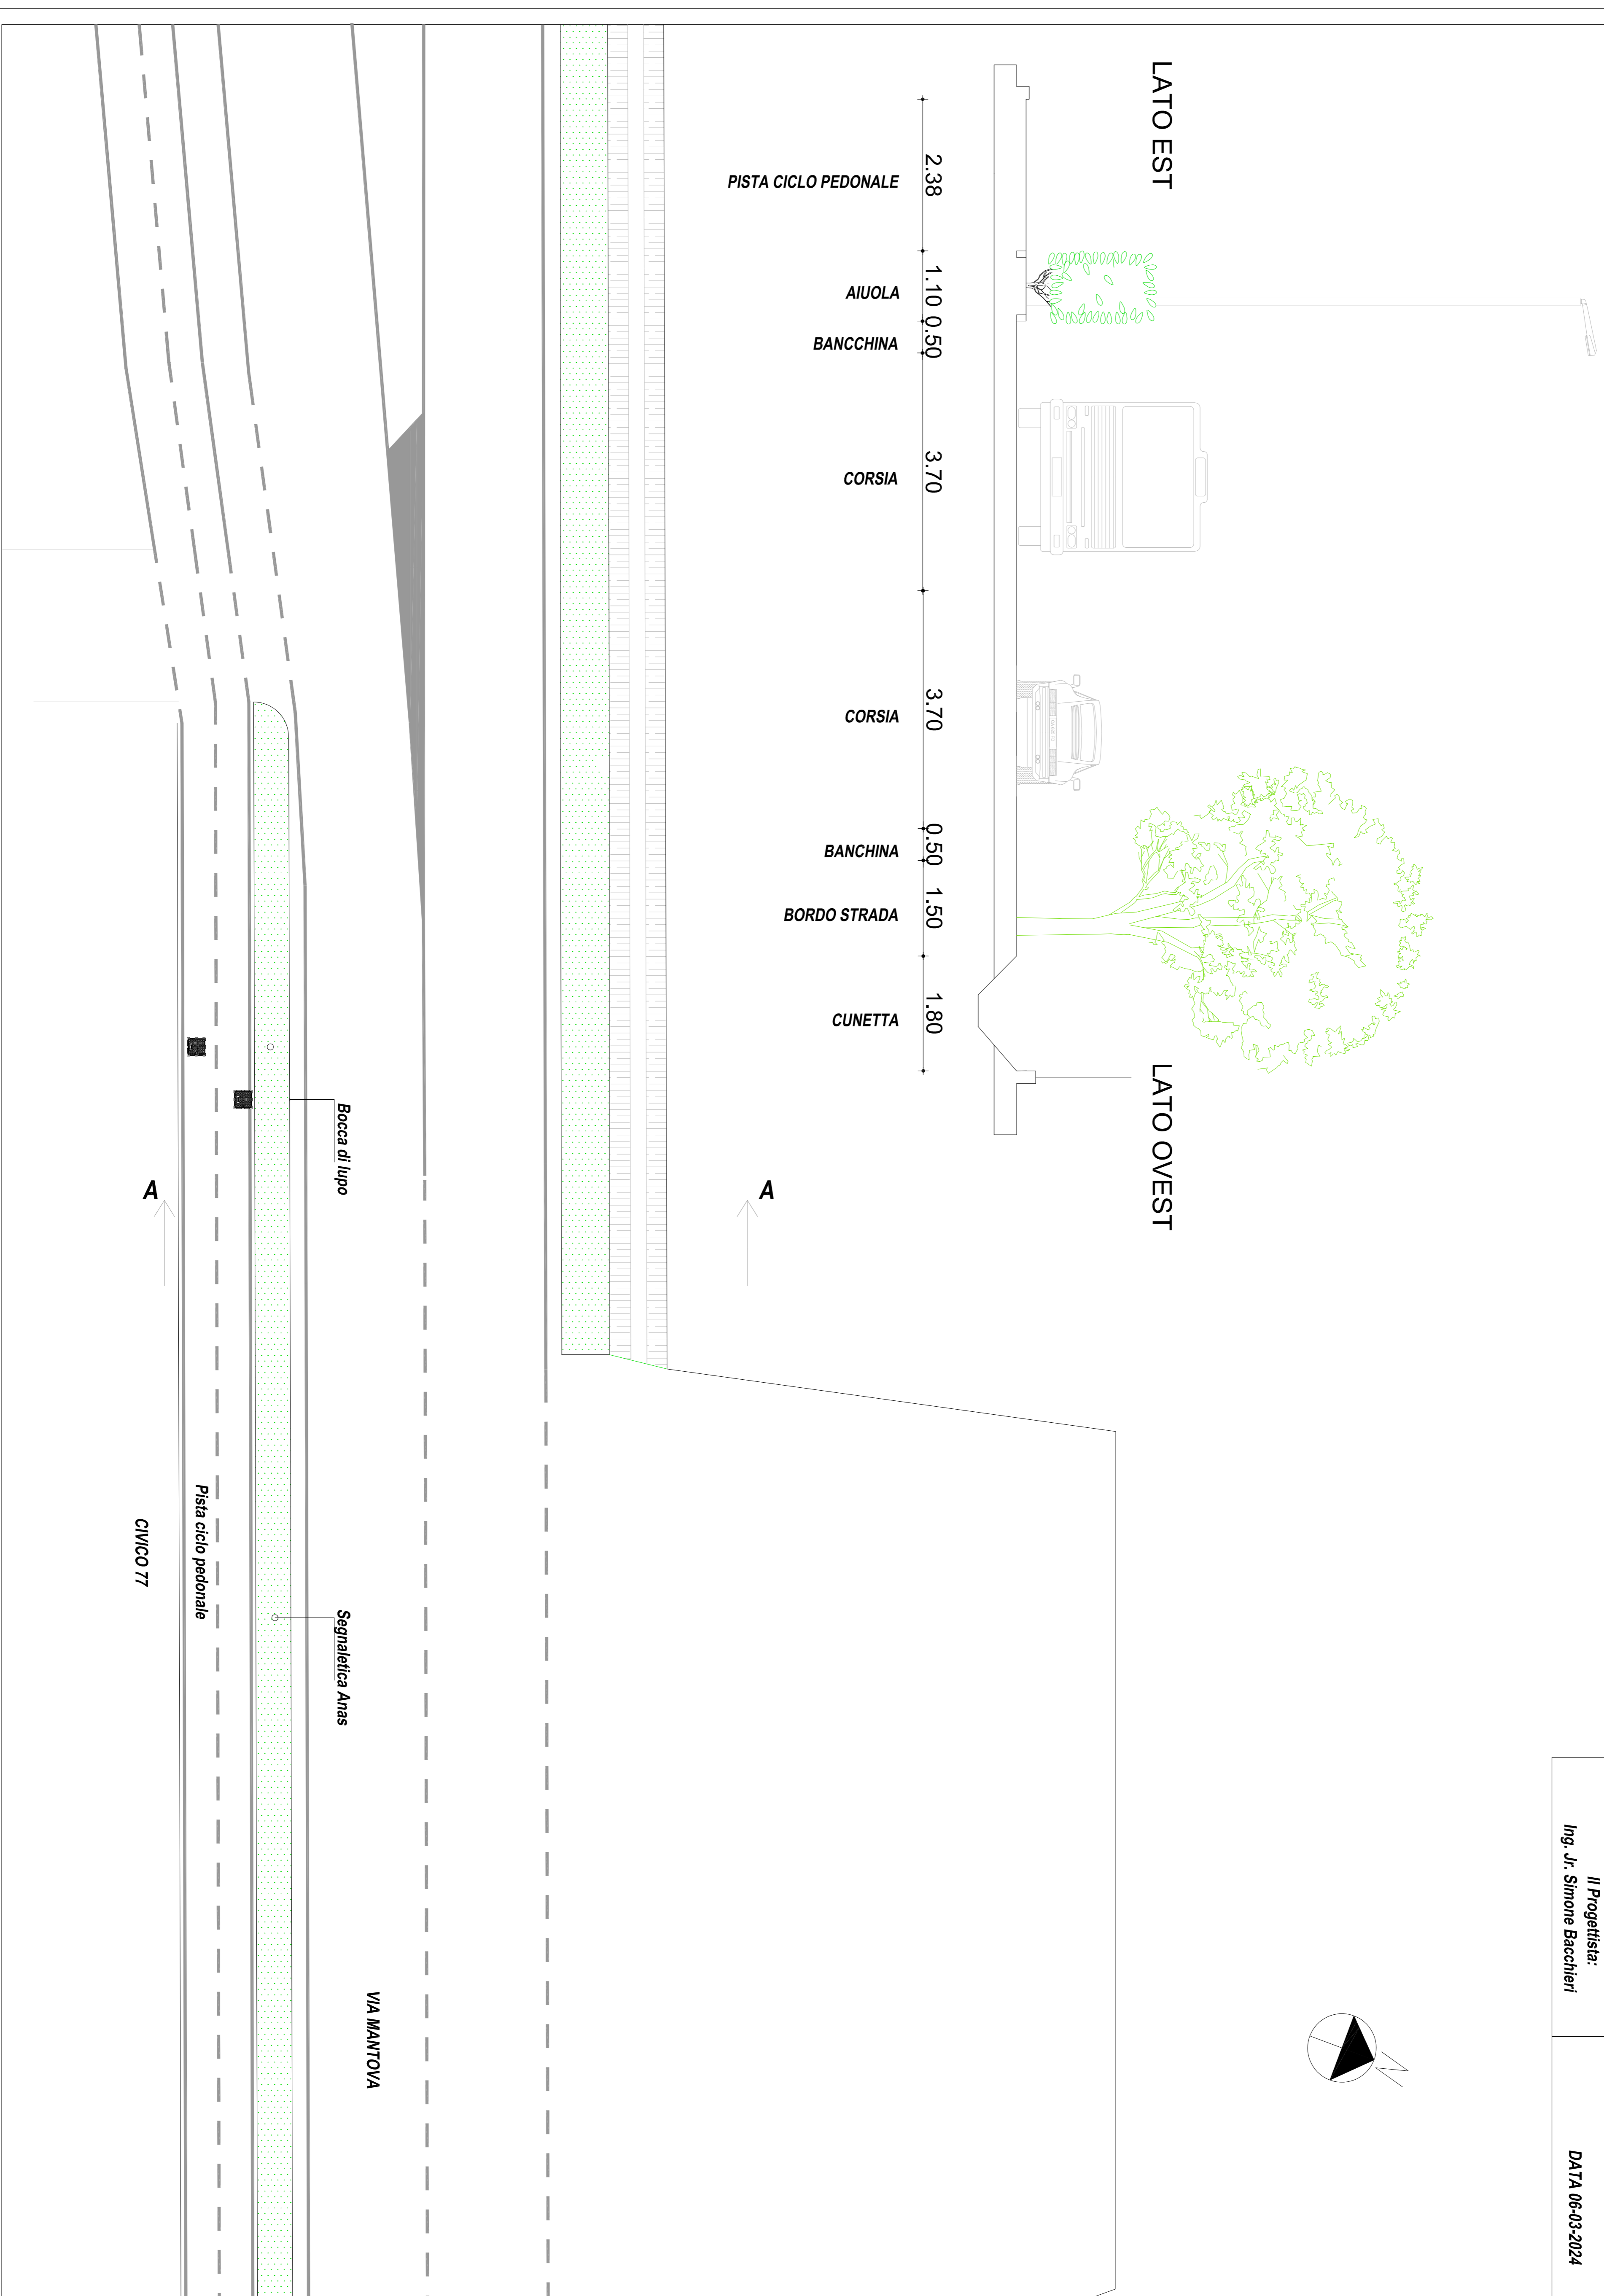 LATO EST
LATO OVEST
2.38
1.10
0.50
3.70
3.70
0.50
1.50
1.80
PISTA CICLO PEDONALE
AIUOLA
BANCCHINA
CORSIA
CORSIA
BANCHINA
BORDO STRADA
CUNETTA
A
A
Bocca di lupo
Segnaletica Anas
Pista ciclo pedonale
CIVICO 77
VIA MANTOVA
N
Il Progettista:
Ing. Jr. Simone Bacchieri
DATA 06-03-2024